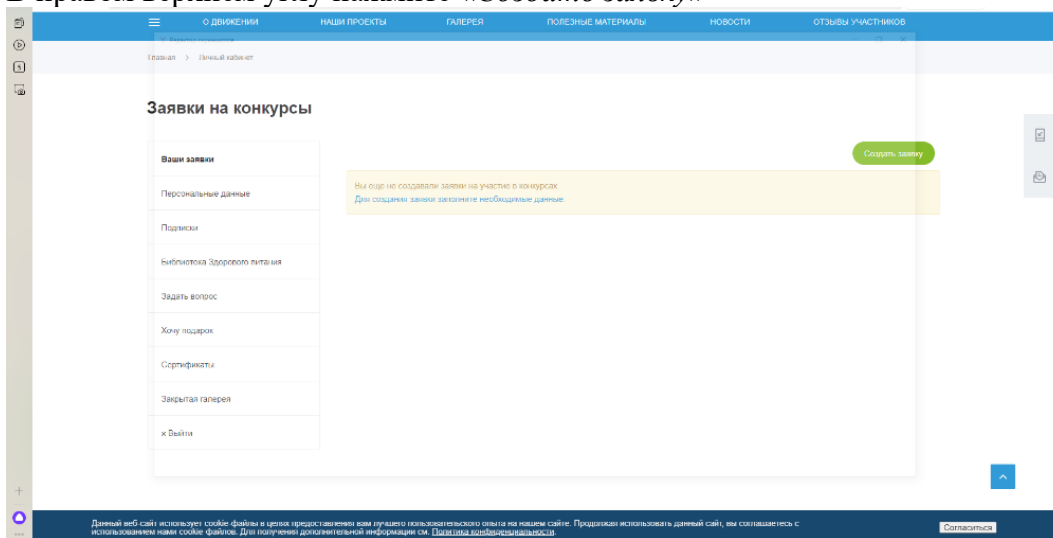 В правом верхнем углу нажмите «Создать заявку»
О ДВИЖЕНИИ НАШИ ПРОЕКТЫ ГАЛЕРЕЯ ПОЛЕЗНЫЕ МАТЕРИАЛЫ НОВОСТИ ОТЗЫВЫ УЧАСТНИКОВ
Главная > Личный кабинет
Заявки на конкурсы
Ваши заявки
Создать заявку
Вы еще не создавали заявки на участие в конкурсах.
Для создания заявки заполните необходимые данные.
Персональные данные
Подписки
Библиотека Здорового питания
Задать вопрос
Хочу подарок
Сертификаты
Закрытая галерея
× Выйти
Данный веб-сайт использует cookie-файлы в целях предоставления вам лучшего пользовательского опыта на нашем сайте. Продолжая использовать данный сайт, вы соглашаетесь с
использованием нами cookie-файлов. Для получения дополнительной информации см. Политика конфиденциальности.
Согласиться